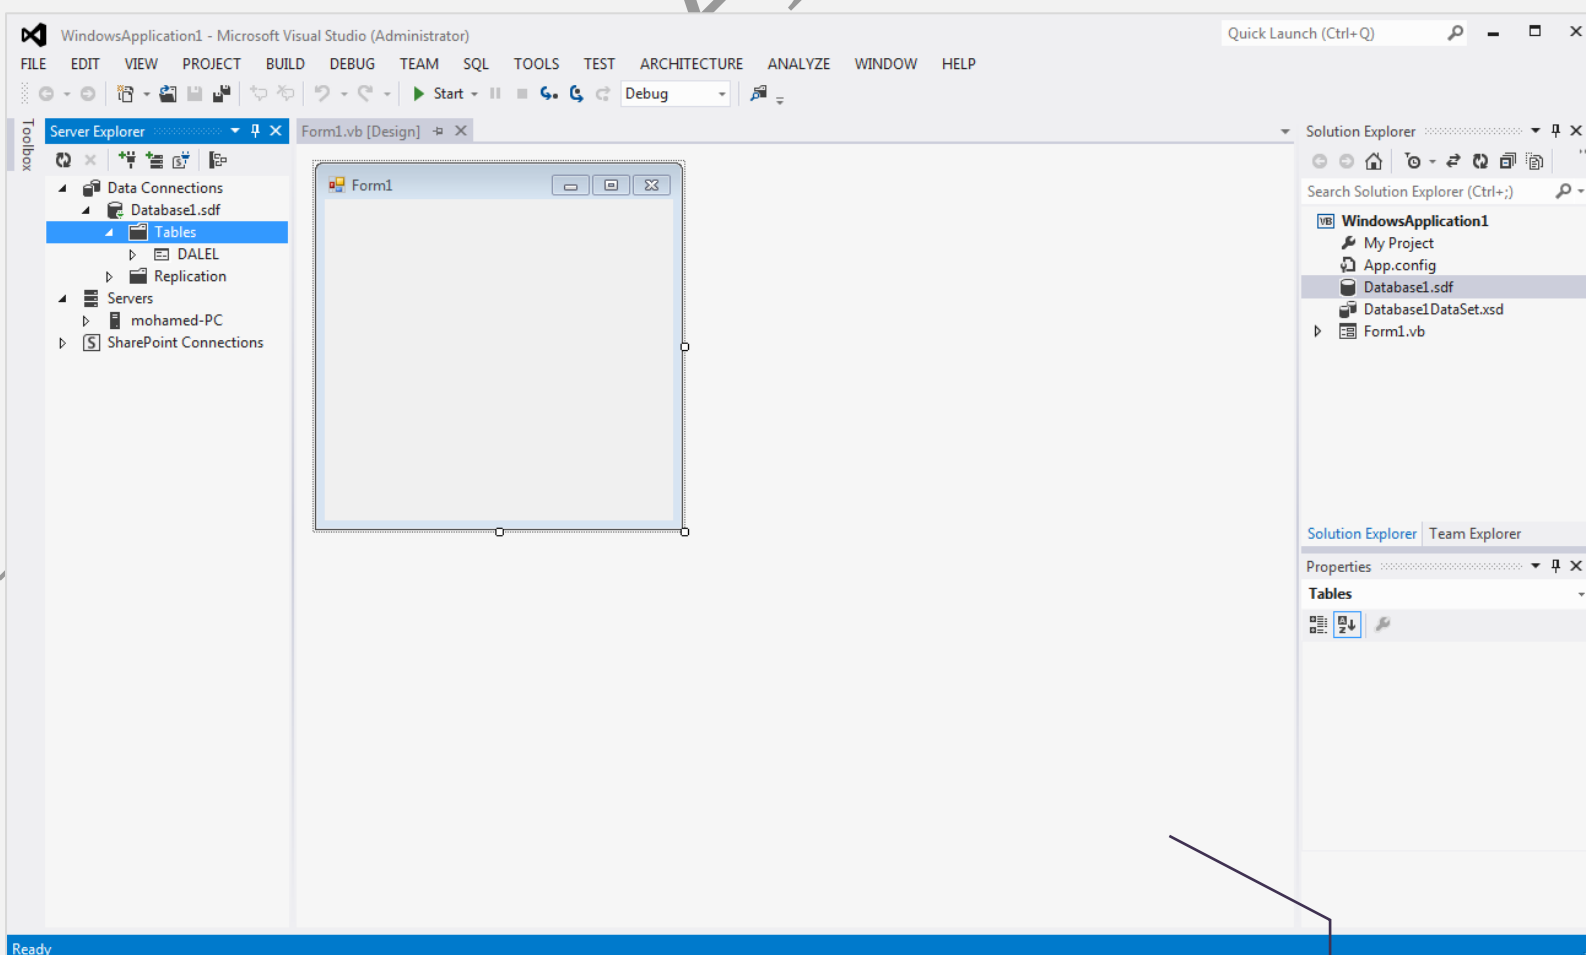 WindowsApplication1 - Microsoft Visual Studio (Administrator)
Quick Launch (Ctrl+Q)
FILE EDIT VIEW PROJECT BUILD DEBUG TEAM SQL TOOLS TEST ARCHITECTURE ANALYZE WINDOW HELP
Start Debug
Toolbox
Server Explorer
Data Connections
Database1.sdf
Tables
DALEL
Replication
Servers
mohamed-PC
SharePoint Connections
Form1.vb [Design]
Form1
Solution Explorer
Search Solution Explorer (Ctrl+;)
VB WindowsApplication1
My Project
App.config
Database1.sdf
Database1DataSet.xsd
Form1.vb
Solution Explorer Team Explorer
Properties
Tables
Ready